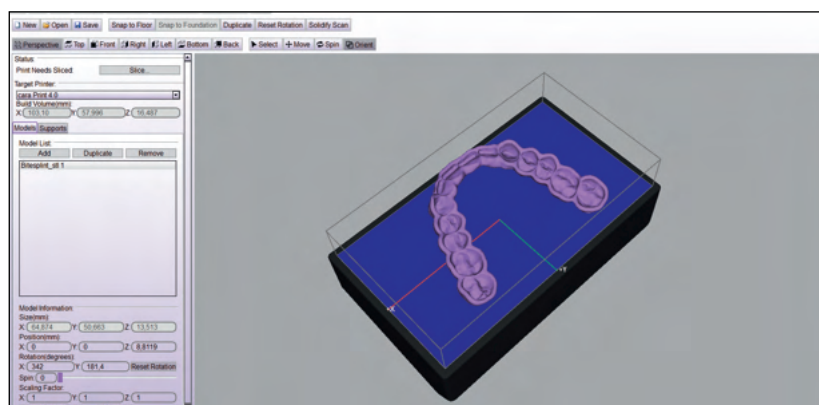 New Open Save Snap to Floor Snap to Foundation Duplicate Reset Rotation Solidify Scan
Perspective Top Front Right Left Bottom Back Select Move Spin Orient
Status
Print Needs Sliced. Slice...
Target Printer:
cara Print 4.0
Build Volume(mm)
X: 103,10 Y: 57,996 Z: 16,487
Models Supports
Model List:
Add Duplicate Remove
Bitesplint_stl 1
Model Information:
Size(mm):
X: 64,874 Y: 50,663 Z: 13,513
Position(mm)
X: 0 Y: 0 Z: 8,8119
Rotation(degrees)
X: 342 Y: 181,4 Reset Rotation
Spin: 0
Scaling Factor:
X: 1 Y: 1 Z: 1
+X
+Y